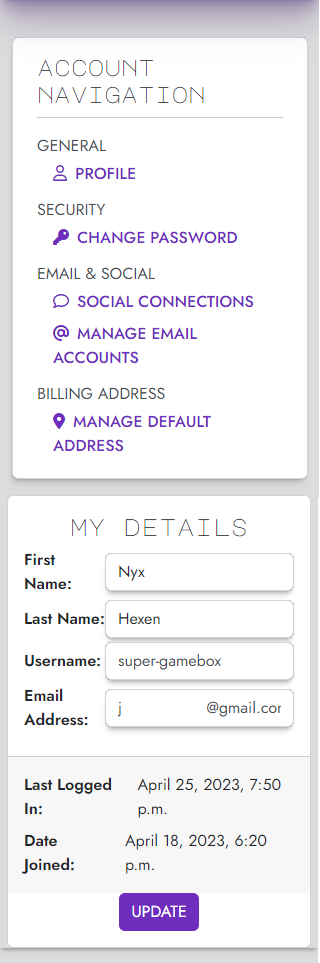 ACCOUNT
NAVIGATION
GENERAL
PROFILE
SECURITY
CHANGE PASSWORD
EMAIL & SOCIAL
SOCIAL CONNECTIONS
MANAGE EMAIL
ACCOUNTS
BILLING ADDRESS
MANAGE DEFAULT
ADDRESS
MY DETAILS
First
Name:
Nyx
Last Name: Hexen
Username: super-gamebox
Email
Address:
j @gmail.cor
Last Logged
In:
April 25, 2023, 7:50
p.m.
Date
Joined:
April 18, 2023, 6:20
p.m.
UPDATE